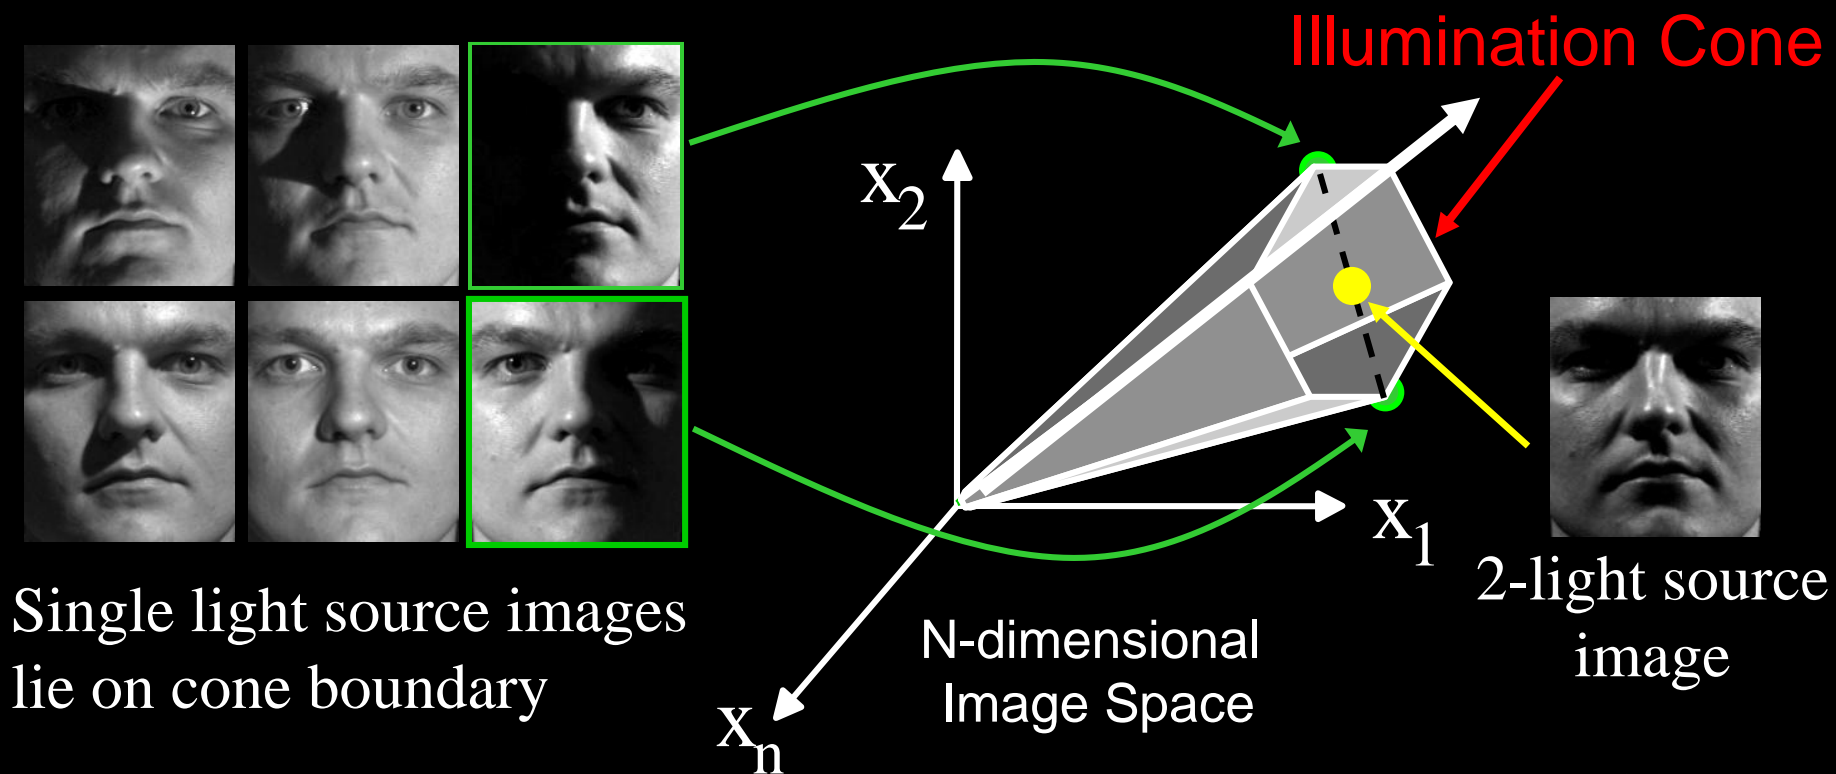 Illumination Cone
x2
x1
xn
Single light source images
lie on cone boundary
N-dimensional
Image Space
2-light source
image